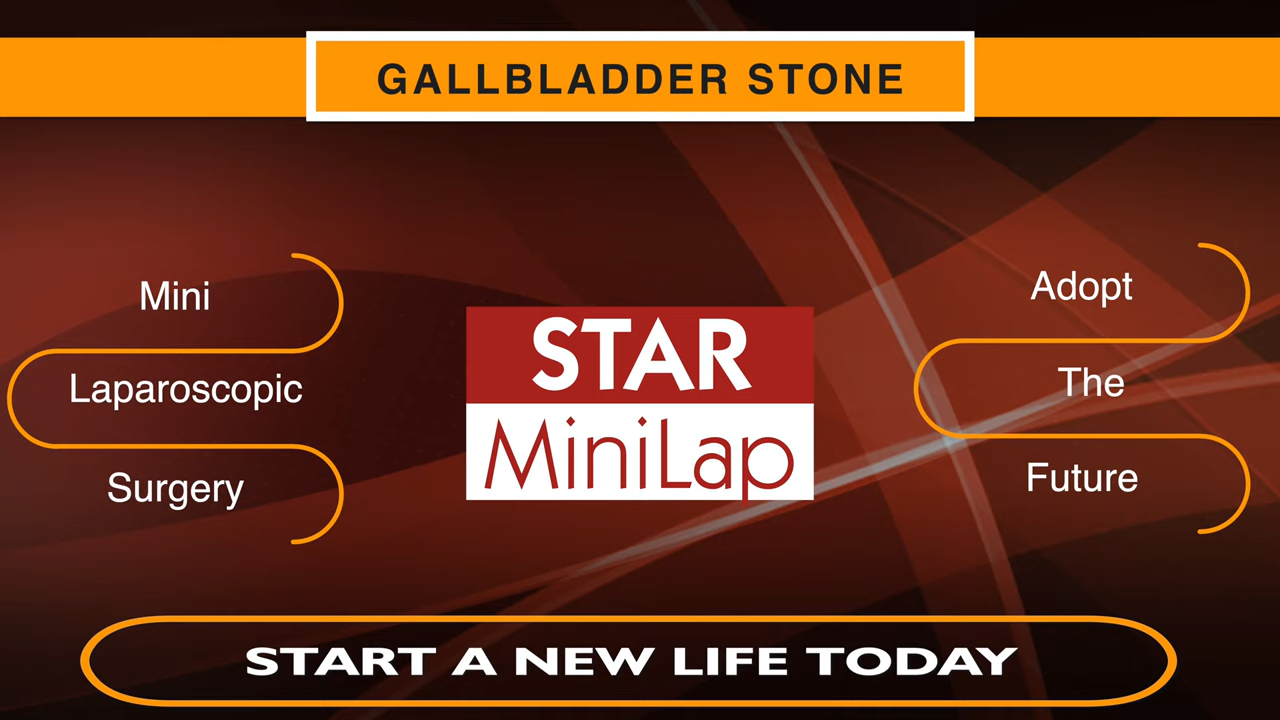 GALLBLADDER STONE
Mini
Laparoscopic
Surgery
STAR
MiniLap
Adopt
The
Future
START A NEW LIFE TODAY